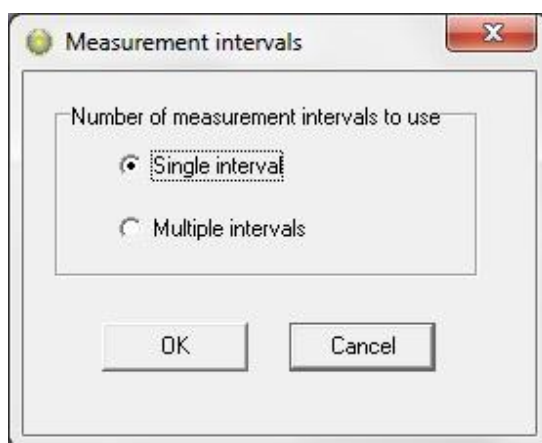 Measurement intervals
Number of measurement intervals to use
Single interval
Multiple intervals
OK
Cancel